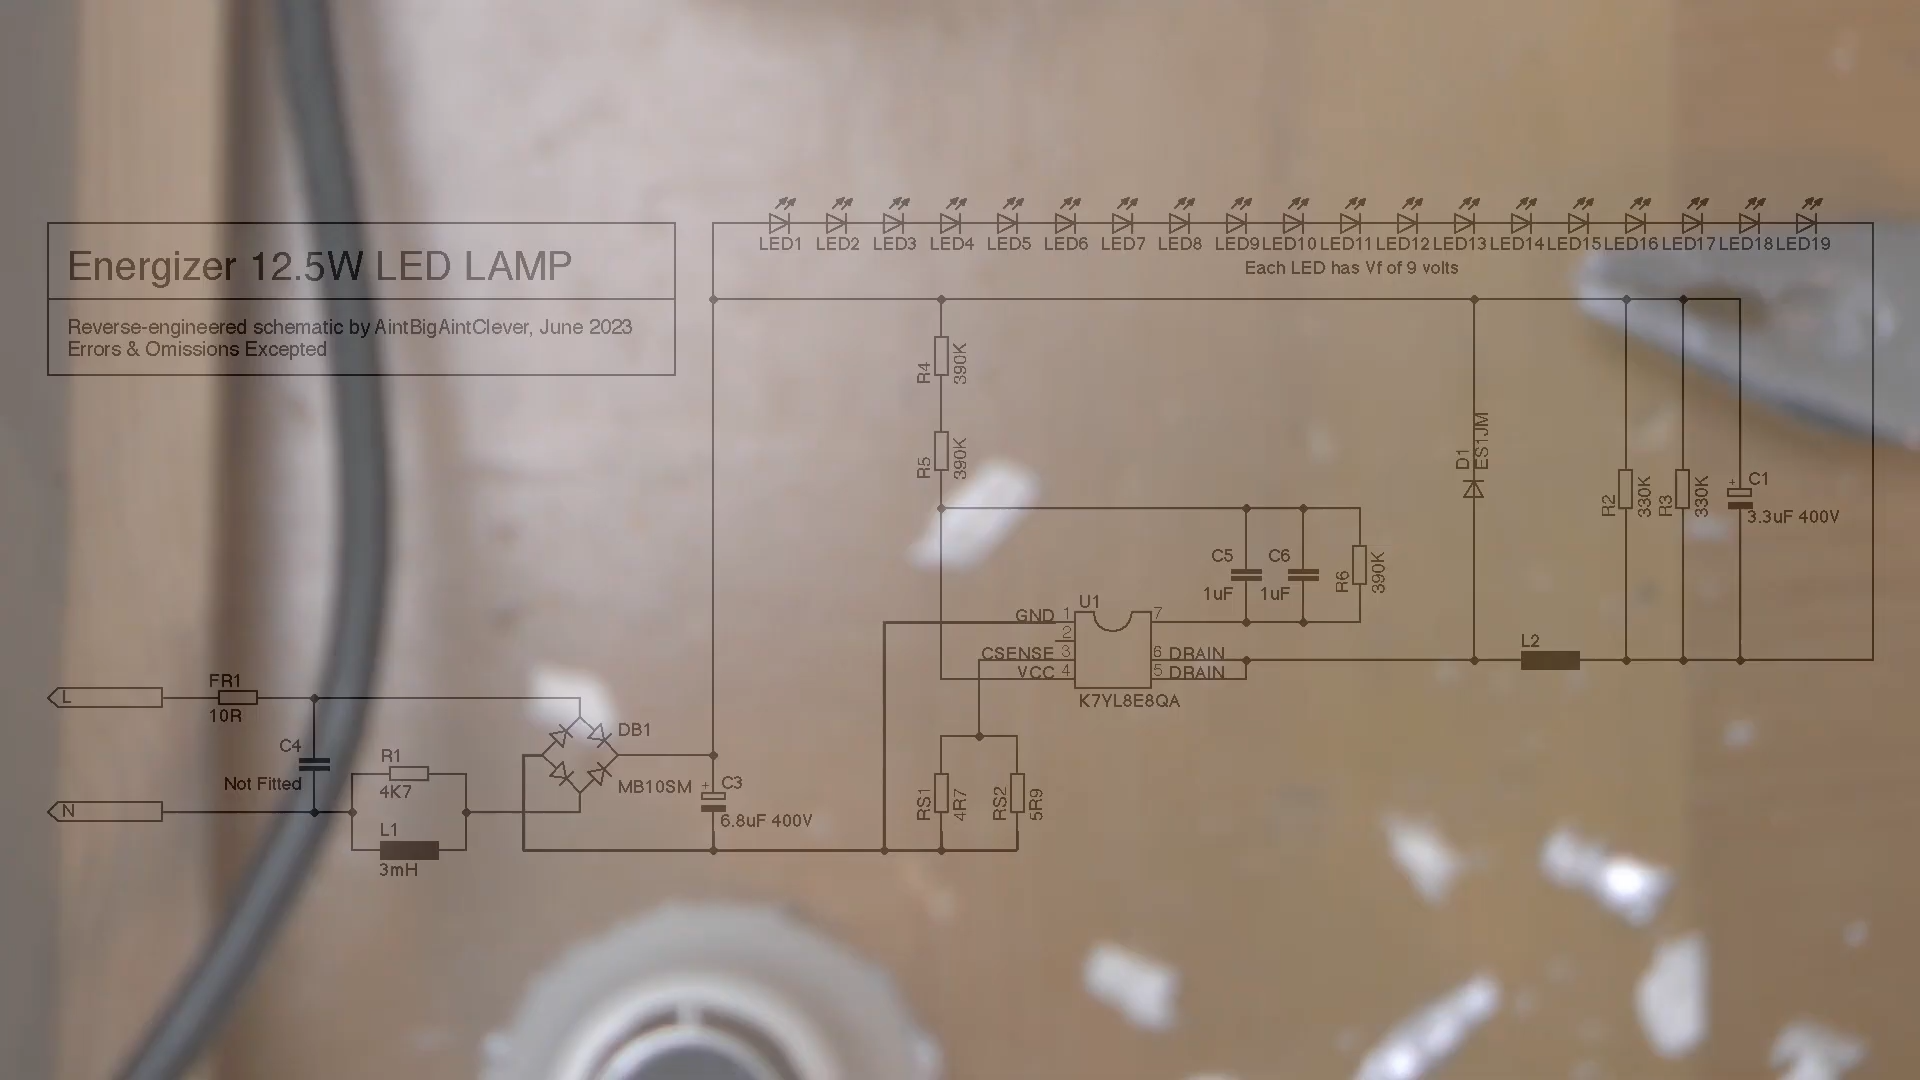 LED1 LED2 LED3 LED4 LED5 LED6 LED7 LED8 LED9 LED10 LED11 LED12 LED13 LED14 LED15 LED16 LED17 LED18 LED19
Each LED has Vf of 9 volts
Energizer 12.5W LED LAMP
Reverse-engineered schematic by AintBigAintClever, June 2023
Errors & Omissions Excepted
R4 390K
R5 390K
D1 ES1JM
R2 330K
R3 330K
+ C1
3.3uF 400V
C5 C6
1uF 1uF
R6 390K
U1
GND 1
2
CSENSE 3
VCC 4
7
6 DRAIN
5 DRAIN
K7YL8E8QA
L2
L
FR1
10R
C4
Not Fitted
N
R1
4K7
L1
3mH
DB1
MB10SM
+ C3
6.8uF 400V
RS1 4R7
RS2 5R9